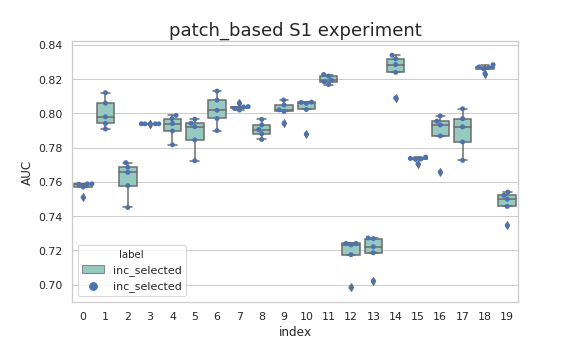 patch_based S1 experiment
0.84
0.82
0.80
0.78
0.76
0.74
0.72
0.70
AUC
label
inc_selected
inc_selected
0 1 2 3 4 5 6 7 8 9 10 11 12 13 14 15 16 17 18 19
index